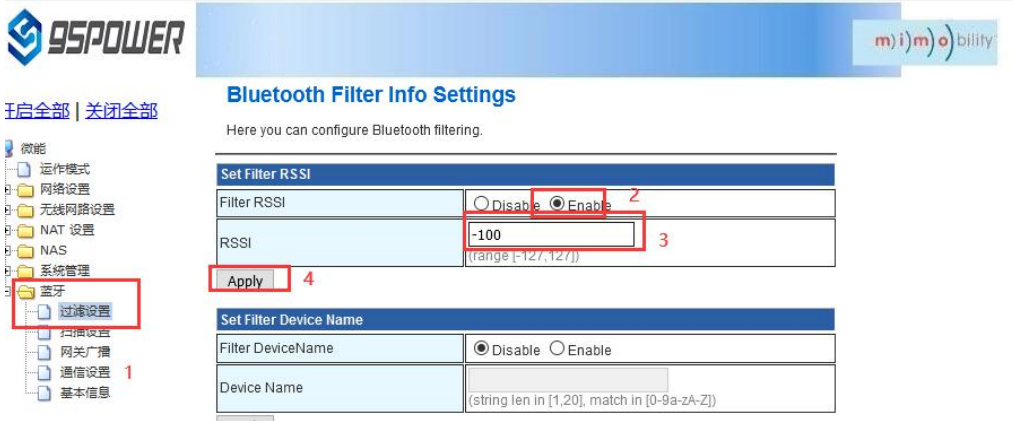 95POWER
m)i)m)o)bility
开启全部 | 关闭全部
微能
运作模式
网络设置
无线网路设置
NAT 设置
NAS
系统管理
蓝牙
过滤设置
扫描设置
网关广播
通信设置 1
基本信息
Bluetooth Filter Info Settings
Here you can configure Bluetooth filtering.
Set Filter RSSI
Filter RSSI Disable Enable 2
RSSI -100 3
(range [-127,127])
Apply 4
Set Filter Device Name
Filter DeviceName Disable Enable
Device Name
(string len in [1,20], match in [0-9a-zA-Z])